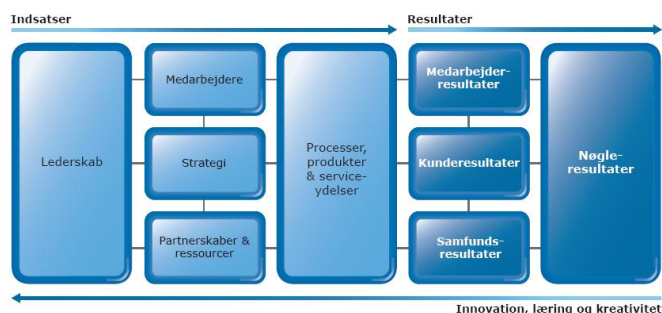 Indsatser
Resultater
Lederskab
Medarbejdere
Strategi
Partnerskaber &
ressourcer
Processer,
produkter
& service-
ydelser
Medarbejder-
resultater
Kunderesultater
Samfunds-
resultater
Nøgle-
resultater
Innovation, læring og kreativitet